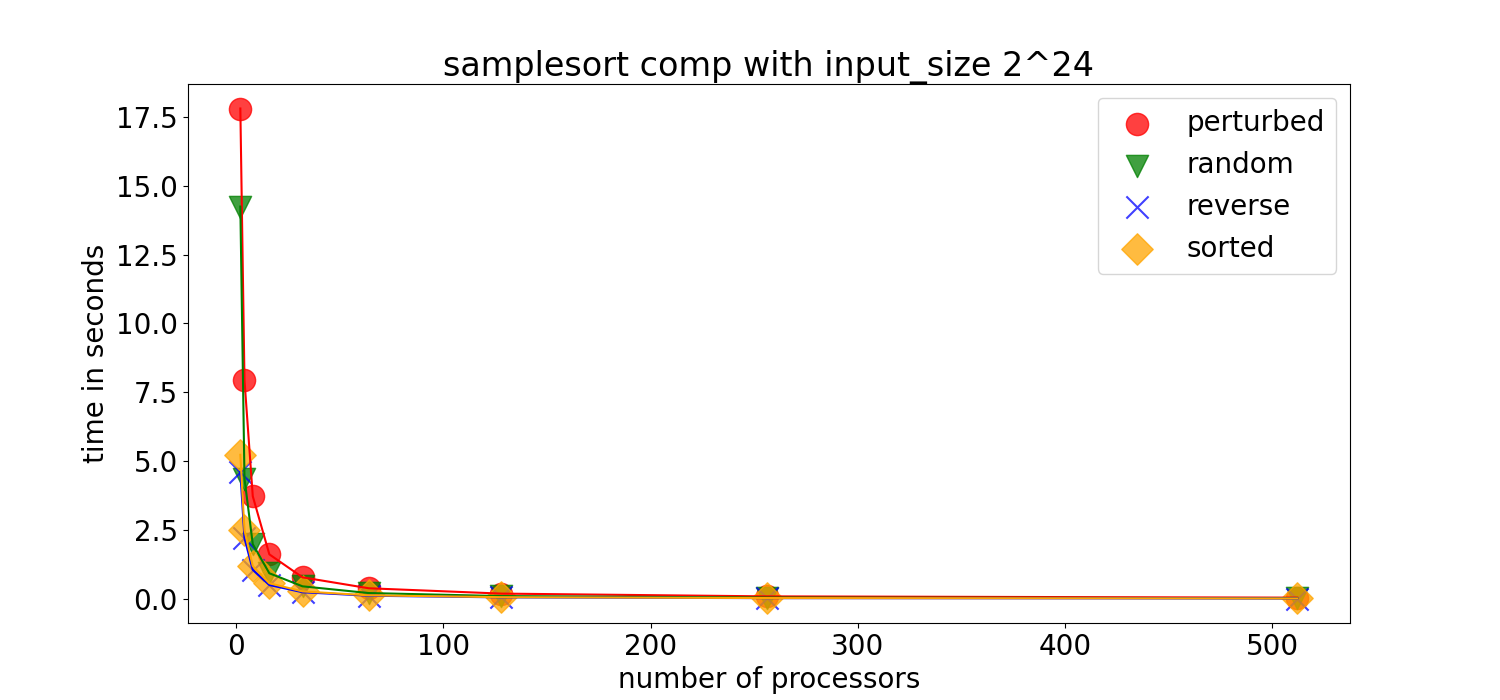 samplesort comp with input_size 2^24
17.5
15.0
12.5
10.0
7.5
5.0
2.5
0.0
time in seconds
perturbed
random
reverse
sorted
0 100 200 300 400 500
number of processors